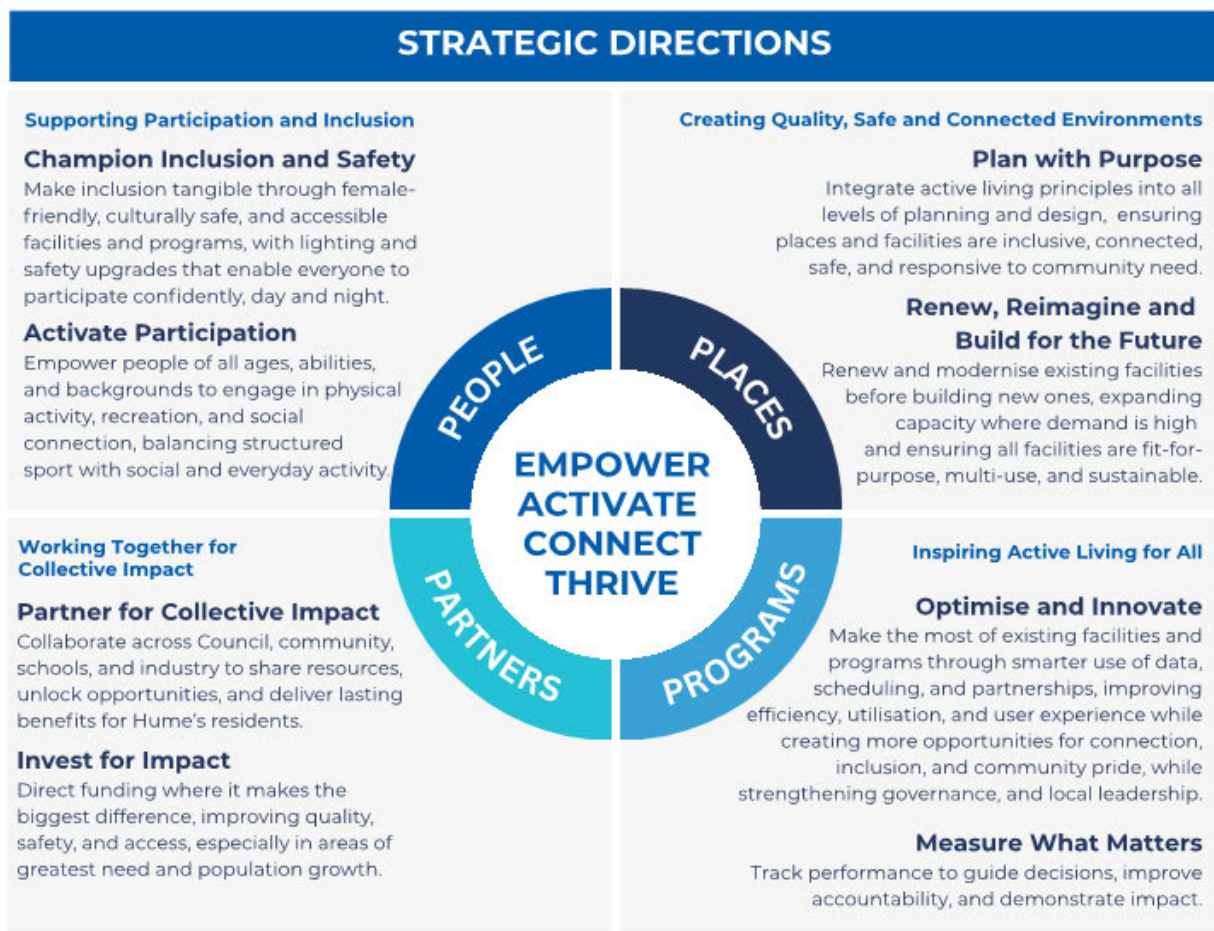 STRATEGIC DIRECTIONS
Supporting Participation and Inclusion
Champion Inclusion and Safety
Make inclusion tangible through female-
friendly, culturally safe, and accessible
facilities and programs, with lighting and
safety upgrades that enable everyone to
participate confidently, day and night.
Activate Participation
Empower people of all ages, abilities,
and backgrounds to engage in physical
activity, recreation, and social
connection, balancing structured
sport with social and everyday activity.
Creating Quality, Safe and Connected Environments
Plan with Purpose
Integrate active living principles into all
levels of planning and design, ensuring
places and facilities are inclusive, connected,
safe, and responsive to community need.
Renew, Reimagine and
Build for the Future
Renew and modernise existing facilities
before building new ones, expanding
capacity where demand is high
and ensuring all facilities are fit-for-
purpose, multi-use, and sustainable.
PEOPLE
PLACES
EMPOWER
ACTIVATE
CONNECT
THRIVE
PARTNERS
PROGRAMS
Working Together for
Collective Impact
Partner for Collective Impact
Collaborate across Council, community,
schools, and industry to share resources,
unlock opportunities, and deliver lasting
benefits for Hume's residents.
Invest for Impact
Direct funding where it makes the
biggest difference, improving quality,
safety, and access, especially in areas of
greatest need and population growth.
Inspiring Active Living for All
Optimise and Innovate
Make the most of existing facilities and
programs through smarter use of data,
scheduling, and partnerships, improving
efficiency, utilisation, and user experience while
creating more opportunities for connection,
inclusion, and community pride, while
strengthening governance, and local leadership.
Measure What Matters
Track performance to guide decisions, improve
accountability, and demonstrate impact.